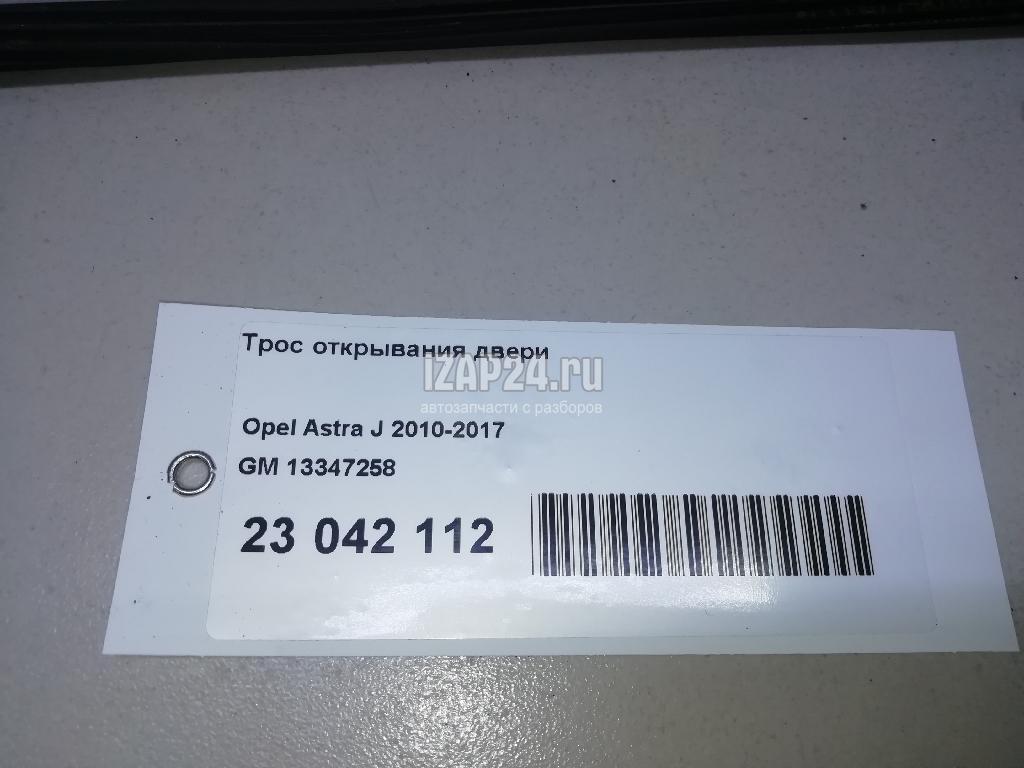 Трос открывания двери
IZAP24.ru
автозапчасти с разборов
Opel Astra J 2010-2017
GM 13347258
23 042 112